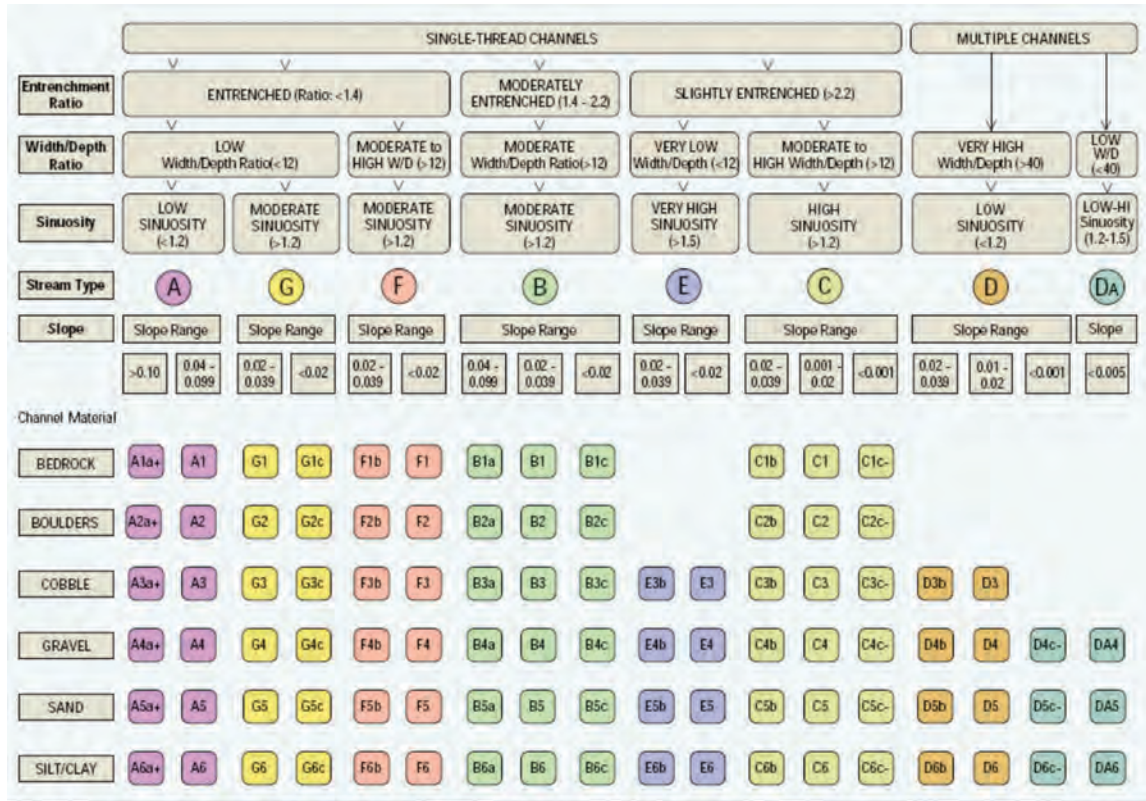 SINGLE-THREAD CHANNELS
MULTIPLE CHANNELS
Entrenchment
Ratio
ENTRENCHED (Ratio: <1.4)
MODERATELY
ENTRENCHED (1.4 - 2.2)
SLIGHTLY ENTRENCHED (>2.2)
Width/Depth
Ratio
LOW
Width/Depth Ratio(<12)
MODERATE to
HIGH W/D (>12)
MODERATE
Width/Depth Ratio(>12)
VERY LOW
Width/Depth (<12)
MODERATE to
HIGH Width/Depth (>12)
VERY HIGH
Width/Depth (>40)
LOW
W/D
(<40)
Sinuosity
LOW
SINUOSITY
(<1.2)
MODERATE
SINUOSITY
(>1.2)
MODERATE
SINUOSITY
(>1.2)
MODERATE
SINUOSITY
(>1.2)
VERY HIGH
SINUOSITY
(>1.5)
HIGH
SINUOSITY
(>1.2)
LOW
SINUOSITY
(<1.2)
LOW-HI
Sinuosity
(1.2-1.5)
Stream Type
A G F B E C D DA
Slope
Slope Range Slope Range Slope Range Slope Range Slope Range Slope Range Slope Range Slope
>0.10
0.04 -
0.099
0.02 -
0.039
<0.02
0.02 -
0.039
<0.02
0.04 -
0.099
0.02 -
0.039
<0.02
0.02 -
0.039
<0.02
0.02 -
0.039
0.001 -
0.02
<0.001
0.02 -
0.039
0.01 -
0.02
<0.001
<0.005
Channel Material
BEDROCK A1a+ A1 G1 G1c F1b F1 B1a B1 B1c C1b C1 C1c-
BOULDERS A2a+ A2 G2 G2c F2b F2 B2a B2 B2c C2b C2 C2c-
COBBLE A3a+ A3 G3 G3c F3b F3 B3a B3 B3c E3b E3 C3b C3 C3c- D3b D3
GRAVEL A4a+ A4 G4 G4c F4b F4 B4a B4 B4c E4b E4 C4b C4 C4c- D4b D4 D4c- DA4
SAND A5a+ A5 G5 G5c F5b F5 B5a B5 B5c E5b E5 C5b C5 C5c- D5b D5 D5c- DA5
SILT/CLAY A6a+ A6 G6 G6c F6b F6 B6a B6 B6c E6b E6 C6b C6 C6c- D6b D6 D6c- DA6